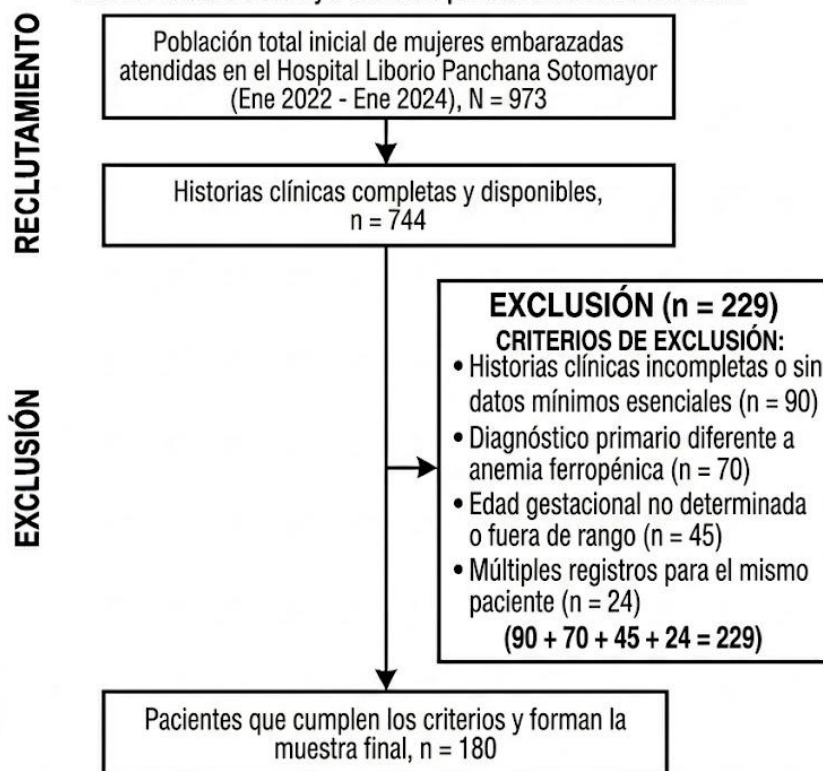 RECLUTAMIENTO
Población total inicial de mujeres embarazadas
atendidas en el Hospital Liborio Panchana Sotomayor
(Ene 2022 - Ene 2024), N = 973
Historias clínicas completas y disponibles,
n = 744
EXCLUSIÓN
EXCLUSIÓN (n = 229)
CRITERIOS DE EXCLUSIÓN:
• Historias clínicas incompletas o sin
datos mínimos esenciales (n = 90)
• Diagnóstico primario diferente a
anemia ferropénica (n = 70)
• Edad gestacional no determinada
o fuera de rango (n = 45)
• Múltiples registros para el mismo
paciente (n = 24)
(90 + 70 + 45 + 24 = 229)
Pacientes que cumplen los criterios y forman la
muestra final, n = 180